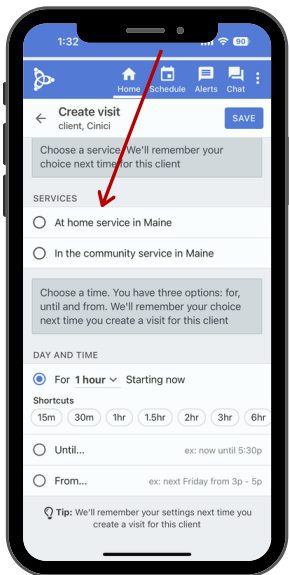 1:32
90
Home Schedule Alerts Chat
Create visit
client, Cinici
SAVE
Choose a service. We'll remember your
choice next time for this client
SERVICES
At home service in Maine
In the community service in Maine
Choose a time. You have three options: for,
until and from. We'll remember your choice
next time you create a visit for this client
DAY AND TIME
For 1 hour Starting now
Shortcuts
15m 30m 1hr 1.5hr 2hr 3hr 6hr
Until... ex: now until 5:30p
From... ex: next Friday from 3p - 5p
Tip: We'll remember your settings next time you
create a visit for this client